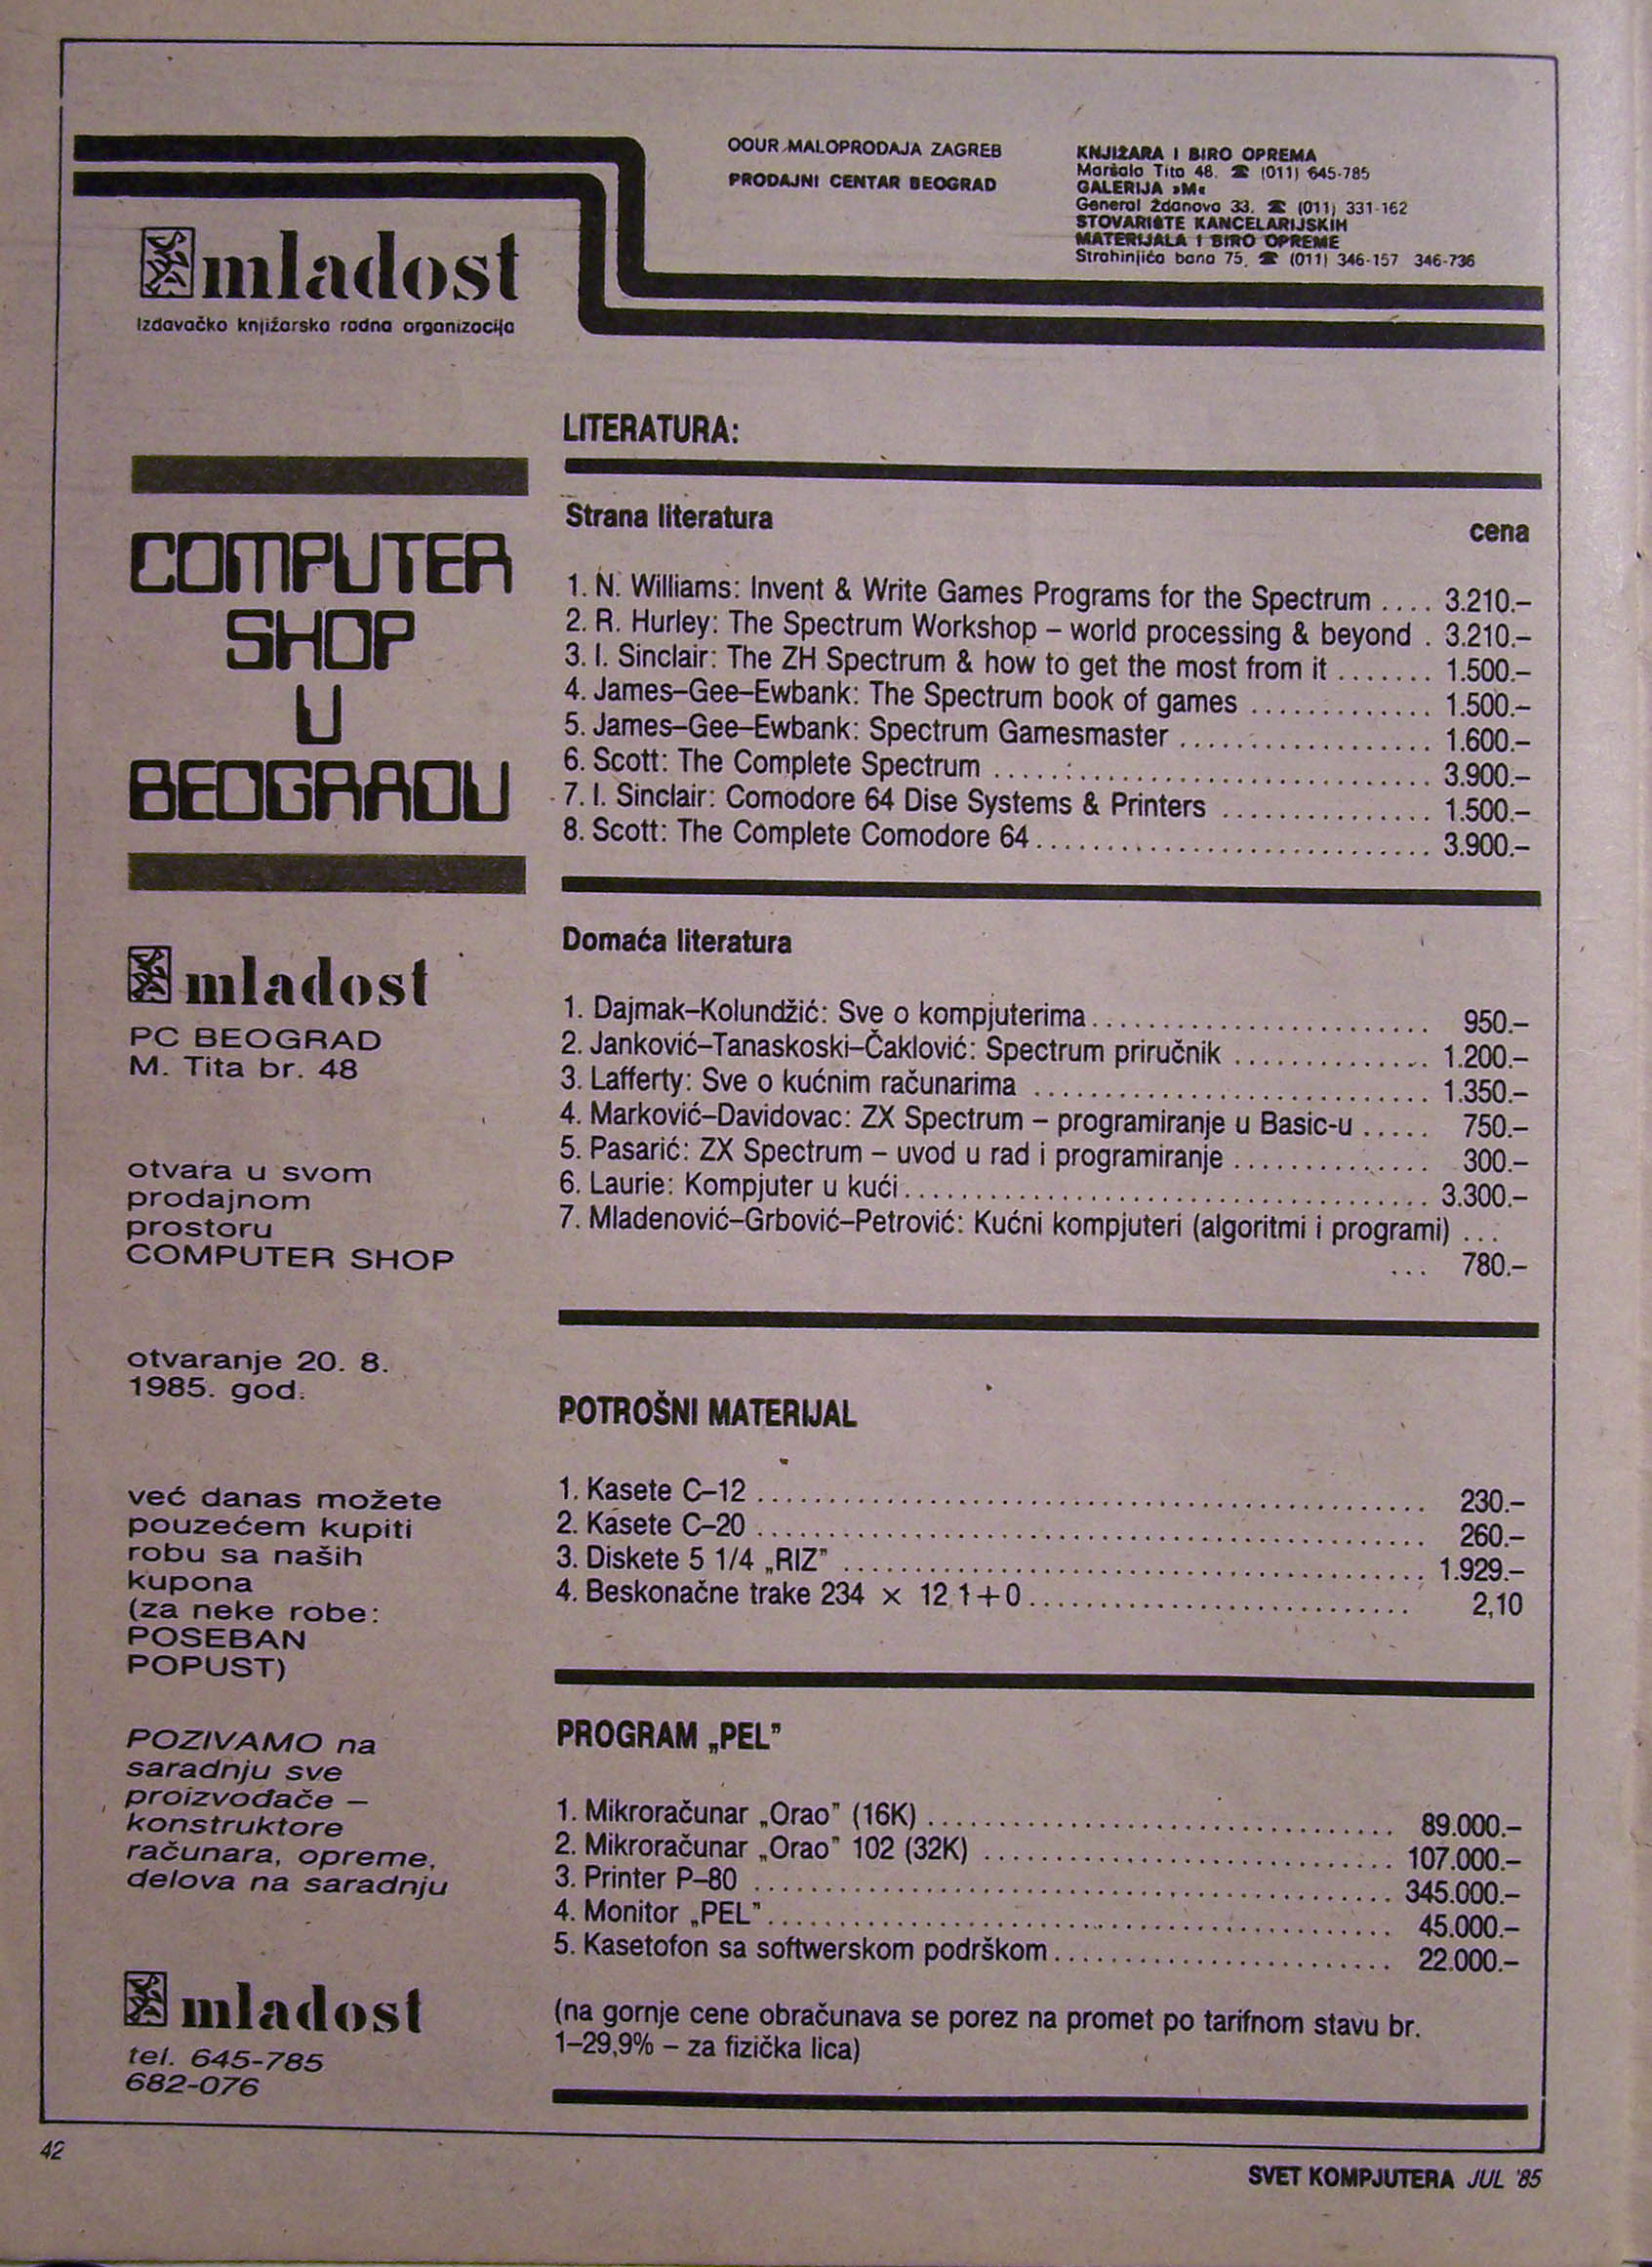 OOUR MALOPRODAJA ZAGREB
PRODAJNI CENTAR BEOGRAD
KNJIŽARA I BIRO OPREMA
Maršala Tita 48. ☎ (011) 645-785
GALERIJA »M«
General Ždanova 33. ☎ (011) 331-162
STOVARIŠTE KANCELARIJSKIH
MATERIJALA I BIRO OPREME
Strahinjića bana 75, ☎ (011) 346-157 346-736
mladost
Izdavačko knjižarska radna organizacija
COMPUTER
SHOP
U
BEOGRADU
mladost
PC BEOGRAD
M. Tita br. 48
otvara u svom
prodajnom
prostoru
COMPUTER SHOP
otvaranje 20. 8.
1985. god.
već danas možete
pouzećem kupiti
robu sa naših
kupona
(za neke robe:
POSEBAN
POPUST)
POZIVAMO na
saradnju sve
proizvođače –
konstruktore
računara, opreme,
delova na saradnju
mladost
tel. 645-785
682-076
LITERATURA:
Strana literatura
cena
1. N. Williams: Invent & Write Games Programs for the Spectrum .... 3.210.–
2. R. Hurley: The Spectrum Workshop – world processing & beyond . 3.210.–
3. I. Sinclair: The ZH Spectrum & how to get the most from it ....... 1.500.–
4. James–Gee–Ewbank: The Spectrum book of games ............. 1.500.–
5. James–Gee–Ewbank: Spectrum Gamesmaster .................. 1.600.–
6. Scott: The Complete Spectrum ............................... 3.900.–
7. I. Sinclair: Comodore 64 Dise Systems & Printers ............... 1.500.–
8. Scott: The Complete Comodore 64 ............................ 3.900.–
Domaća literatura
1. Dajmak–Kolundžić: Sve o kompjuterima ........................ 950.–
2. Janković–Tanaskoski–Čaklović: Spectrum priručnik .............. 1.200.–
3. Lafferty: Sve o kućnim računarima ............................ 1.350.–
4. Marković–Davidovac: ZX Spectrum – programiranje u Basic-u ..... 750.–
5. Pasarić: ZX Spectrum – uvod u rad i programiranje .............. 300.–
6. Laurie: Kompjuter u kući ..................................... 3.300.–
7. Mladenović–Grbović–Petrović: Kućni kompjuteri (algoritmi i programi) ...
... 780.–
POTROŠNI MATERIJAL
1. Kasete C–12 ............................................... 230.–
2. Kasete C–20 ............................................... 260.–
3. Diskete 5 1/4 „RIZ” ......................................... 1.929.–
4. Beskonačne trake 234 × 12 1+0 ........................... 2,10
PROGRAM „PEL”
1. Mikroračunar „Orao” (16K) ................................. 89.000.–
2. Mikroračunar „Orao” 102 (32K) ............................. 107.000.–
3. Printer P–80 ............................................. 345.000.–
4. Monitor „PEL” ............................................ 45.000.–
5. Kasetofon sa softwerskom podrškom ........................ 22.000.–
(na gornje cene obračunava se porez na promet po tarifnom stavu br.
1–29,9% – za fizička lica)
42
SVET KOMPJUTERA JUL '85